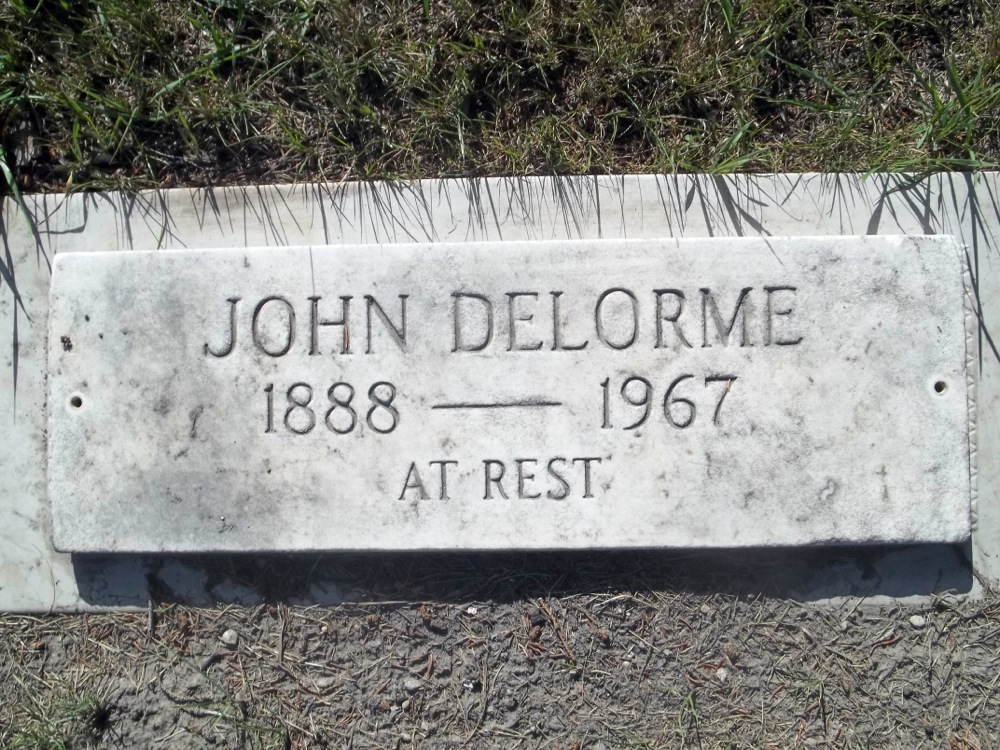 JOHN DELORME
1888 — 1967
AT REST